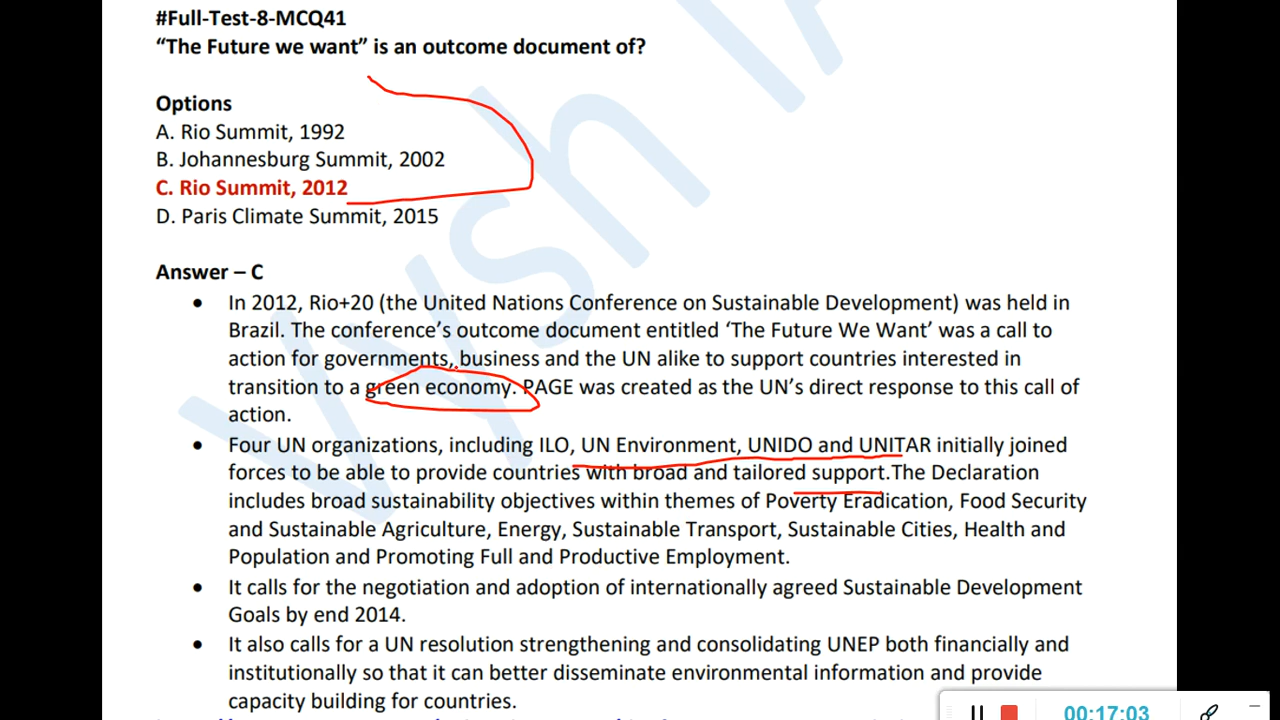 #Full-Test-8-MCQ41
“The Future we want” is an outcome document of?
Options
A. Rio Summit, 1992
B. Johannesburg Summit, 2002
C. Rio Summit, 2012
D. Paris Climate Summit, 2015
Answer – C
• In 2012, Rio+20 (the United Nations Conference on Sustainable Development) was held in
Brazil. The conference’s outcome document entitled ‘The Future We Want’ was a call to
action for governments, business and the UN alike to support countries interested in
transition to a green economy. PAGE was created as the UN’s direct response to this call of
action.
• Four UN organizations, including ILO, UN Environment, UNIDO and UNITAR initially joined
forces to be able to provide countries with broad and tailored support.The Declaration
includes broad sustainability objectives within themes of Poverty Eradication, Food Security
and Sustainable Agriculture, Energy, Sustainable Transport, Sustainable Cities, Health and
Population and Promoting Full and Productive Employment.
• It calls for the negotiation and adoption of internationally agreed Sustainable Development
Goals by end 2014.
• It also calls for a UN resolution strengthening and consolidating UNEP both financially and
institutionally so that it can better disseminate environmental information and provide
capacity building for countries.
Vysh IA
00:17:03